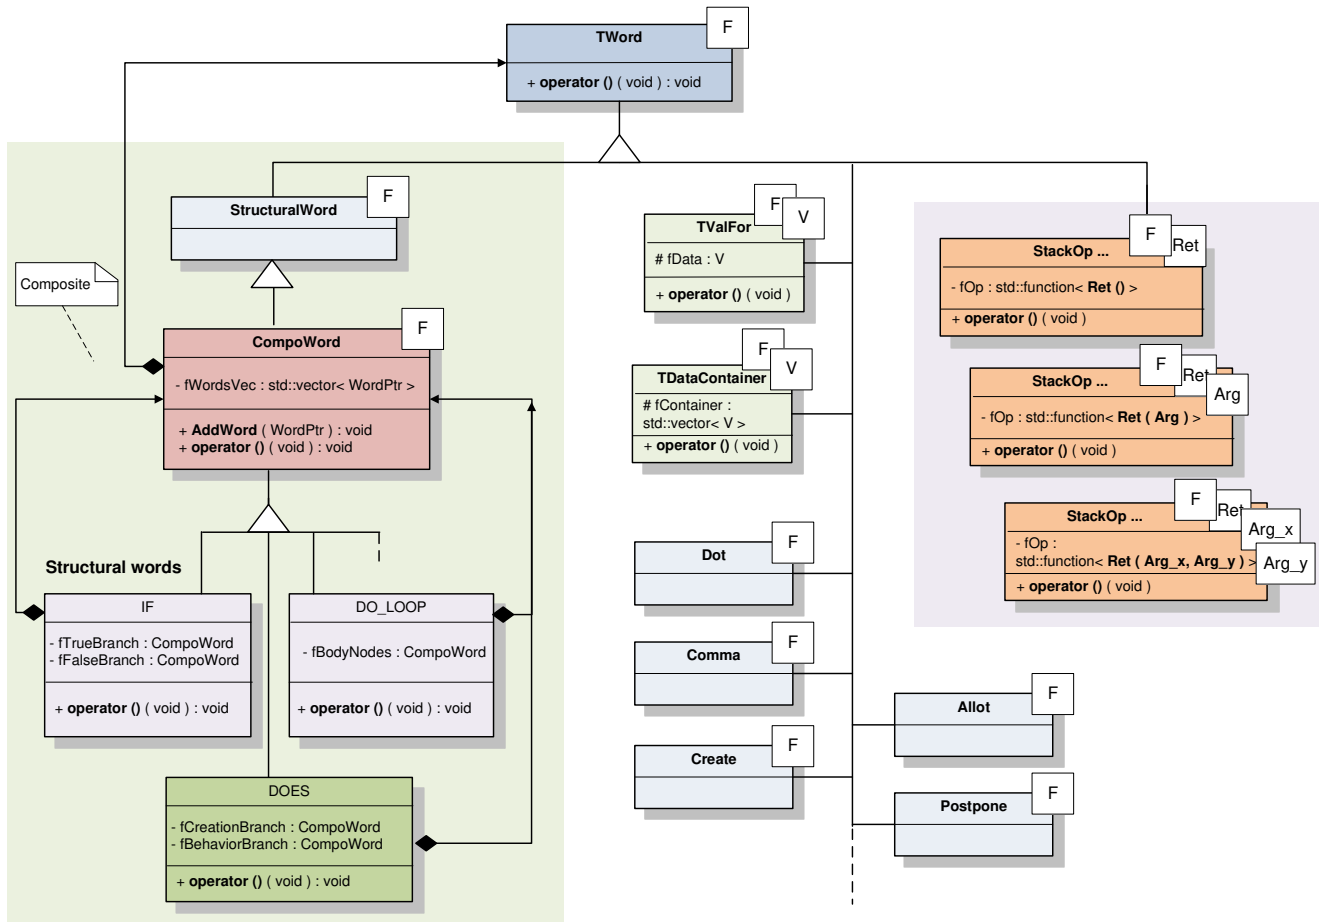 TWord
F
+ operator () ( void ) : void
StructuralWord
F
Composite
CompoWord
F
- fWordsVec : std::vector< WordPtr >
+ AddWord ( WordPtr ) : void
+ operator () ( void ) : void
Structural words
IF
- fTrueBranch : CompoWord
- fFalseBranch : CompoWord
+ operator () ( void ) : void
DO_LOOP
- fBodyNodes : CompoWord
+ operator () ( void ) : void
DOES
- fCreationBranch : CompoWord
- fBehaviorBranch : CompoWord
+ operator () ( void ) : void
TValFor
F
V
# fData : V
+ operator () ( void )
TDataContainer
F
V
# fContainer :
std::vector< V >
+ operator () ( void )
Dot
F
Comma
F
Create
F
Allot
F
Postpone
F
StackOp ...
F
Ret
- fOp : std::function< Ret () >
+ operator () ( void )
StackOp ...
F
Ret
Arg
- fOp : std::function< Ret ( Arg ) >
+ operator () ( void )
StackOp ...
F
Ret
Arg_x
Arg_y
- fOp :
std::function< Ret ( Arg_x, Arg_y ) >
+ operator () ( void )